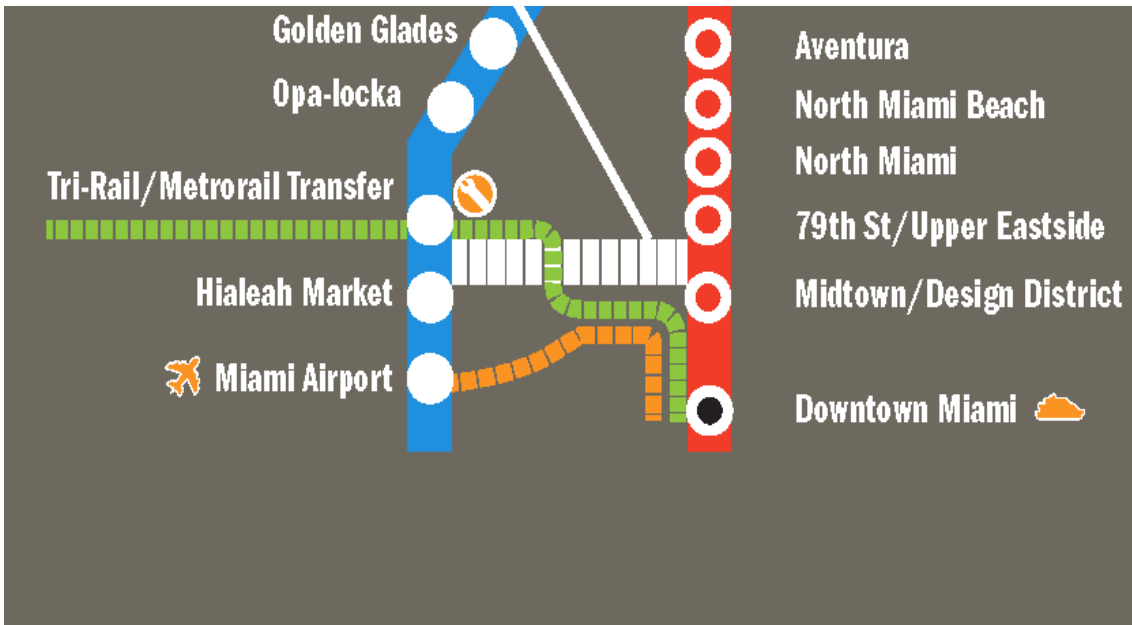 Golden Glades
Opa-locka
Tri-Rail/Metrorail Transfer
Hialeah Market
Miami Airport
Aventura
North Miami Beach
North Miami
79th St/Upper Eastside
Midtown/Design District
Downtown Miami